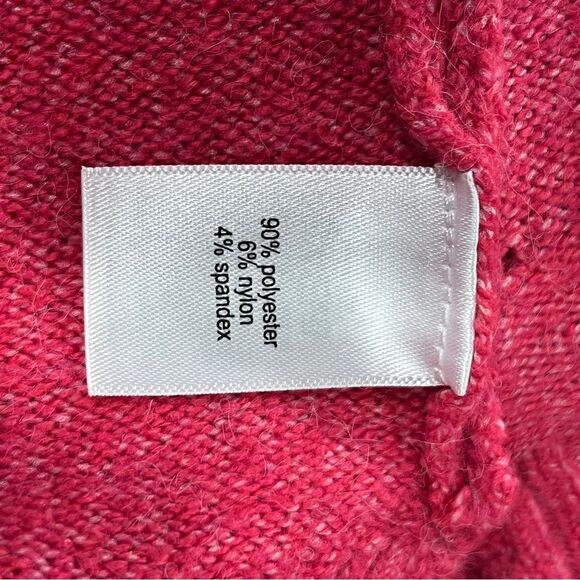 90% polyester
6% nylon
4% spandex